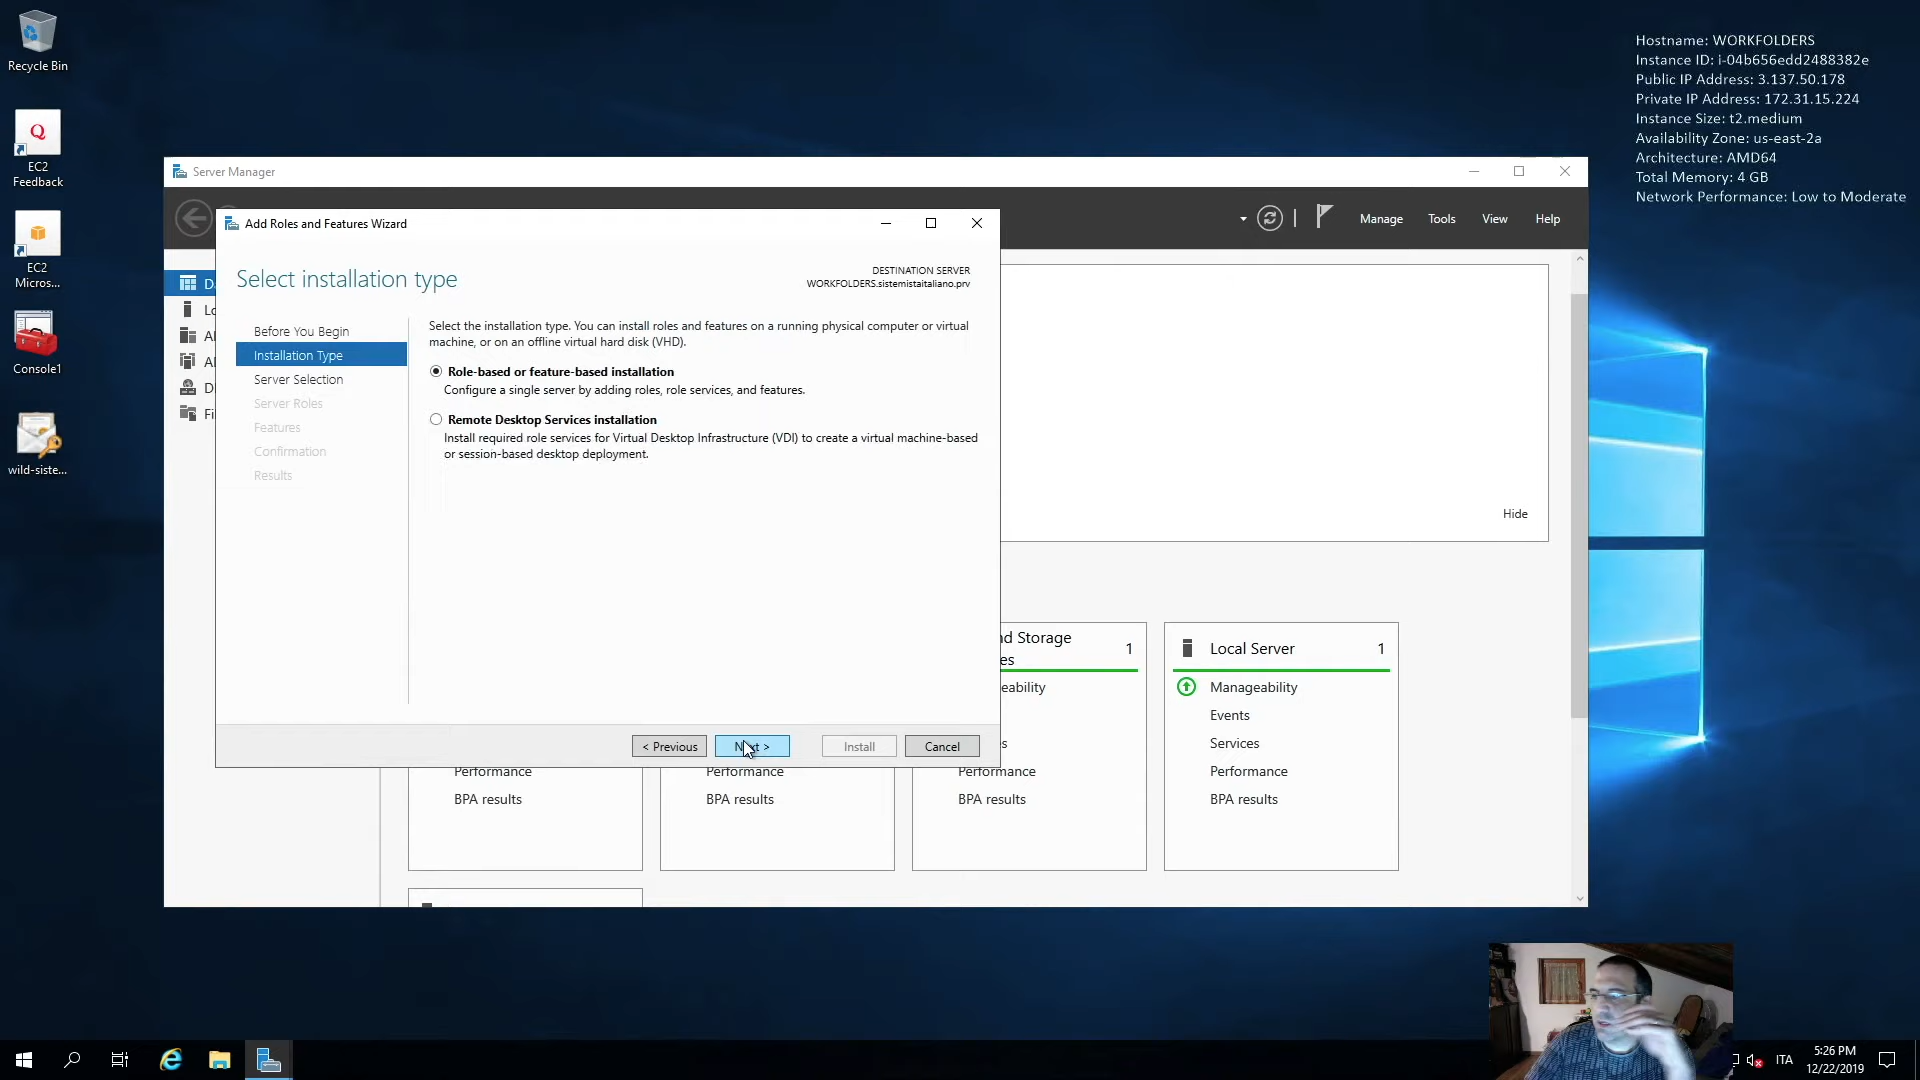 Recycle Bin
EC2
Feedback
EC2
Micros...
Console1
wild-siste...
Hostname: WORKFOLDERS
Instance ID: i-04b656edd2488382e
Public IP Address: 3.137.50.178
Private IP Address: 172.31.15.224
Instance Size: t2.medium
Availability Zone: us-east-2a
Architecture: AMD64
Total Memory: 4 GB
Network Performance: Low to Moderate
Server Manager
Manage
Tools
View
Help
Add Roles and Features Wizard
Select installation type
DESTINATION SERVER
WORKFOLDERS.sistemistaitaliano.prv
Before You Begin
Installation Type
Server Selection
Server Roles
Features
Confirmation
Results
Select the installation type. You can install roles and features on a running physical computer or virtual
machine, or on an offline virtual hard disk (VHD).
Role-based or feature-based installation
Configure a single server by adding roles, role services, and features.
Remote Desktop Services installation
Install required role services for Virtual Desktop Infrastructure (VDI) to create a virtual machine-based
or session-based desktop deployment.
< Previous
Next >
Install
Cancel
Hide
nd Storage
es
1
eability
s
Local Server
1
Manageability
Events
Services
Performance
BPA results
Performance
BPA results
Performance
BPA results
Performance
BPA results
ITA
5:26 PM
12/22/2019